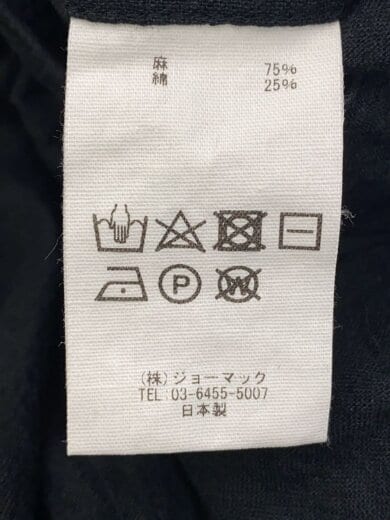 麻 75%
綿 25%
P W
(株)ジョーマック
TEL:03-6455-5007
日本製